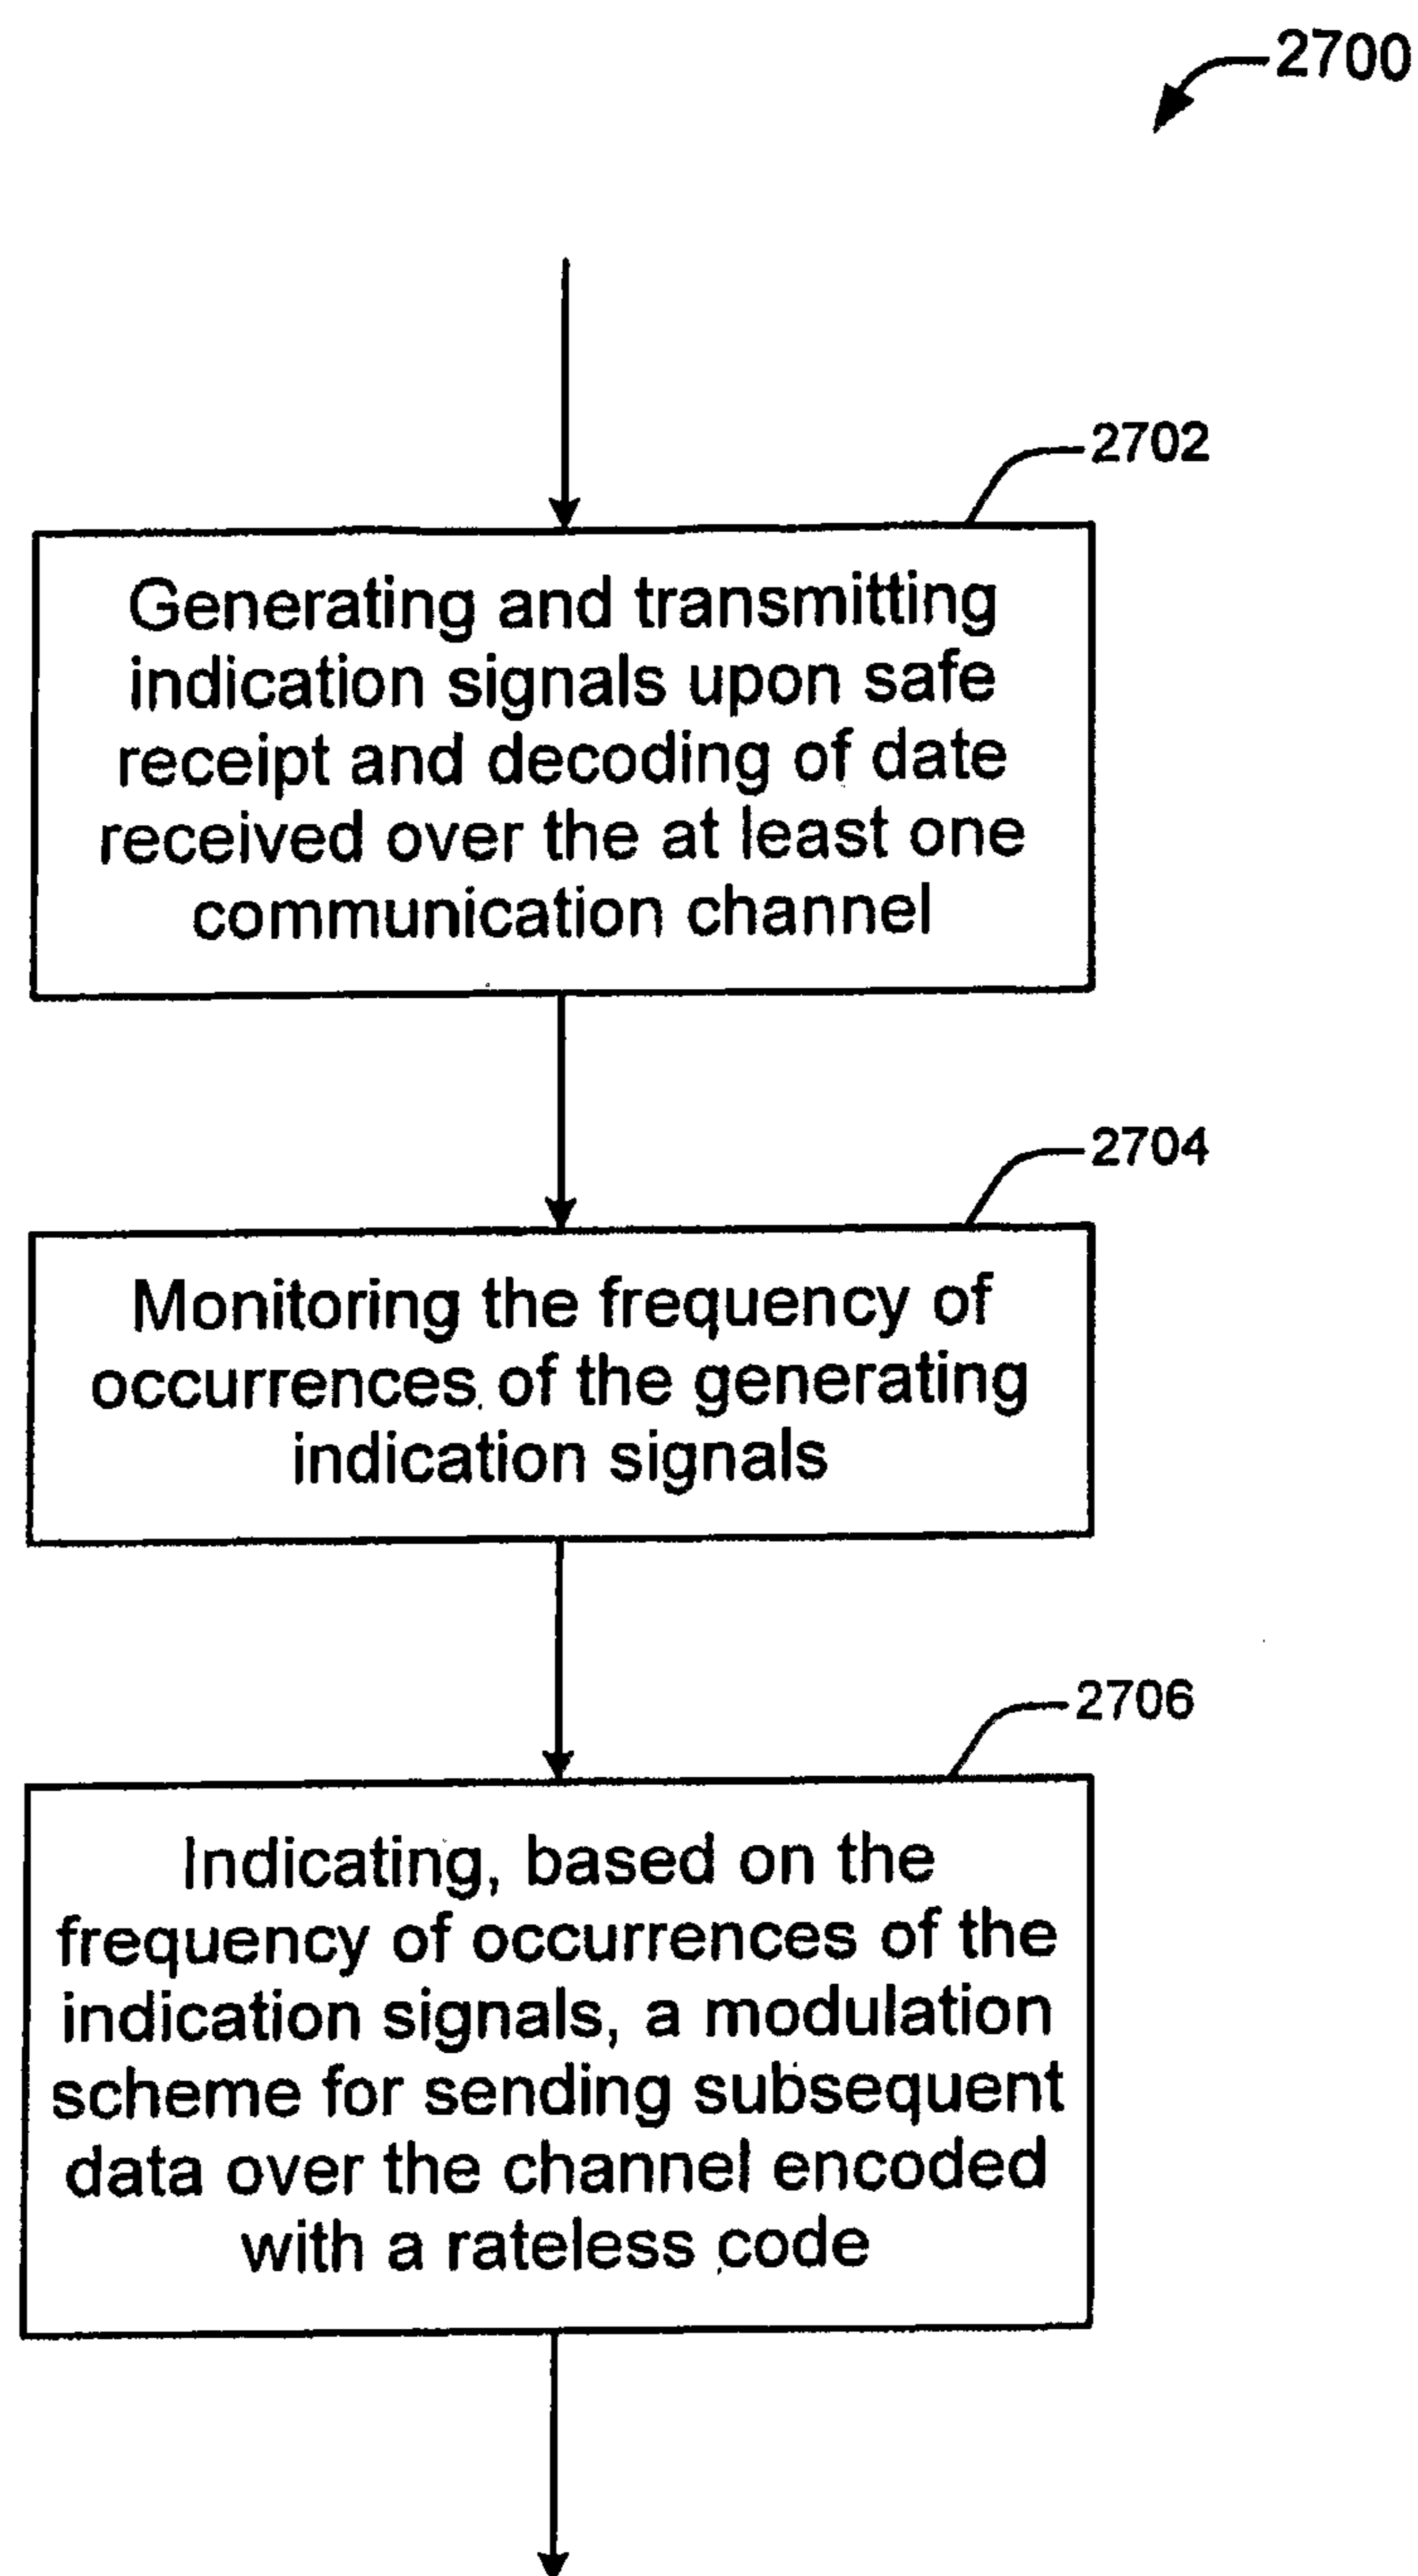 2700
2702
Generating and transmitting
indication signals upon safe
receipt and decoding of date
received over the at least one
communication channel
2704
Monitoring the frequency of
occurrences of the generating
indication signals
2706
Indicating, based on the
frequency of occurrences of the
indication signals, a modulation
scheme for sending subsequent
data over the channel encoded
with a rateless code